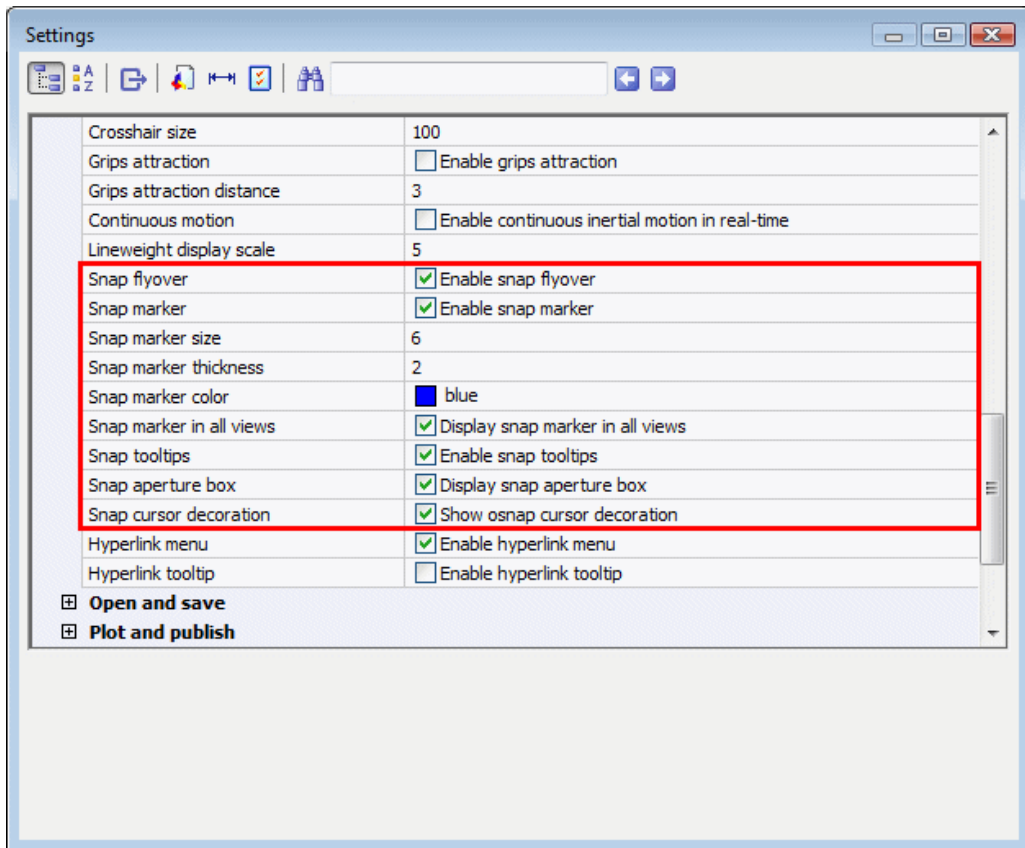 Settings
A
Z
Crosshair size 100
Grips attraction Enable grips attraction
Grips attraction distance 3
Continuous motion Enable continuous inertial motion in real-time
Lineweight display scale 5
Snap flyover Enable snap flyover
Snap marker Enable snap marker
Snap marker size 6
Snap marker thickness 2
Snap marker color blue
Snap marker in all views Display snap marker in all views
Snap tooltips Enable snap tooltips
Snap aperture box Display snap aperture box
Snap cursor decoration Show osnap cursor decoration
Hyperlink menu Enable hyperlink menu
Hyperlink tooltip Enable hyperlink tooltip
Open and save
Plot and publish